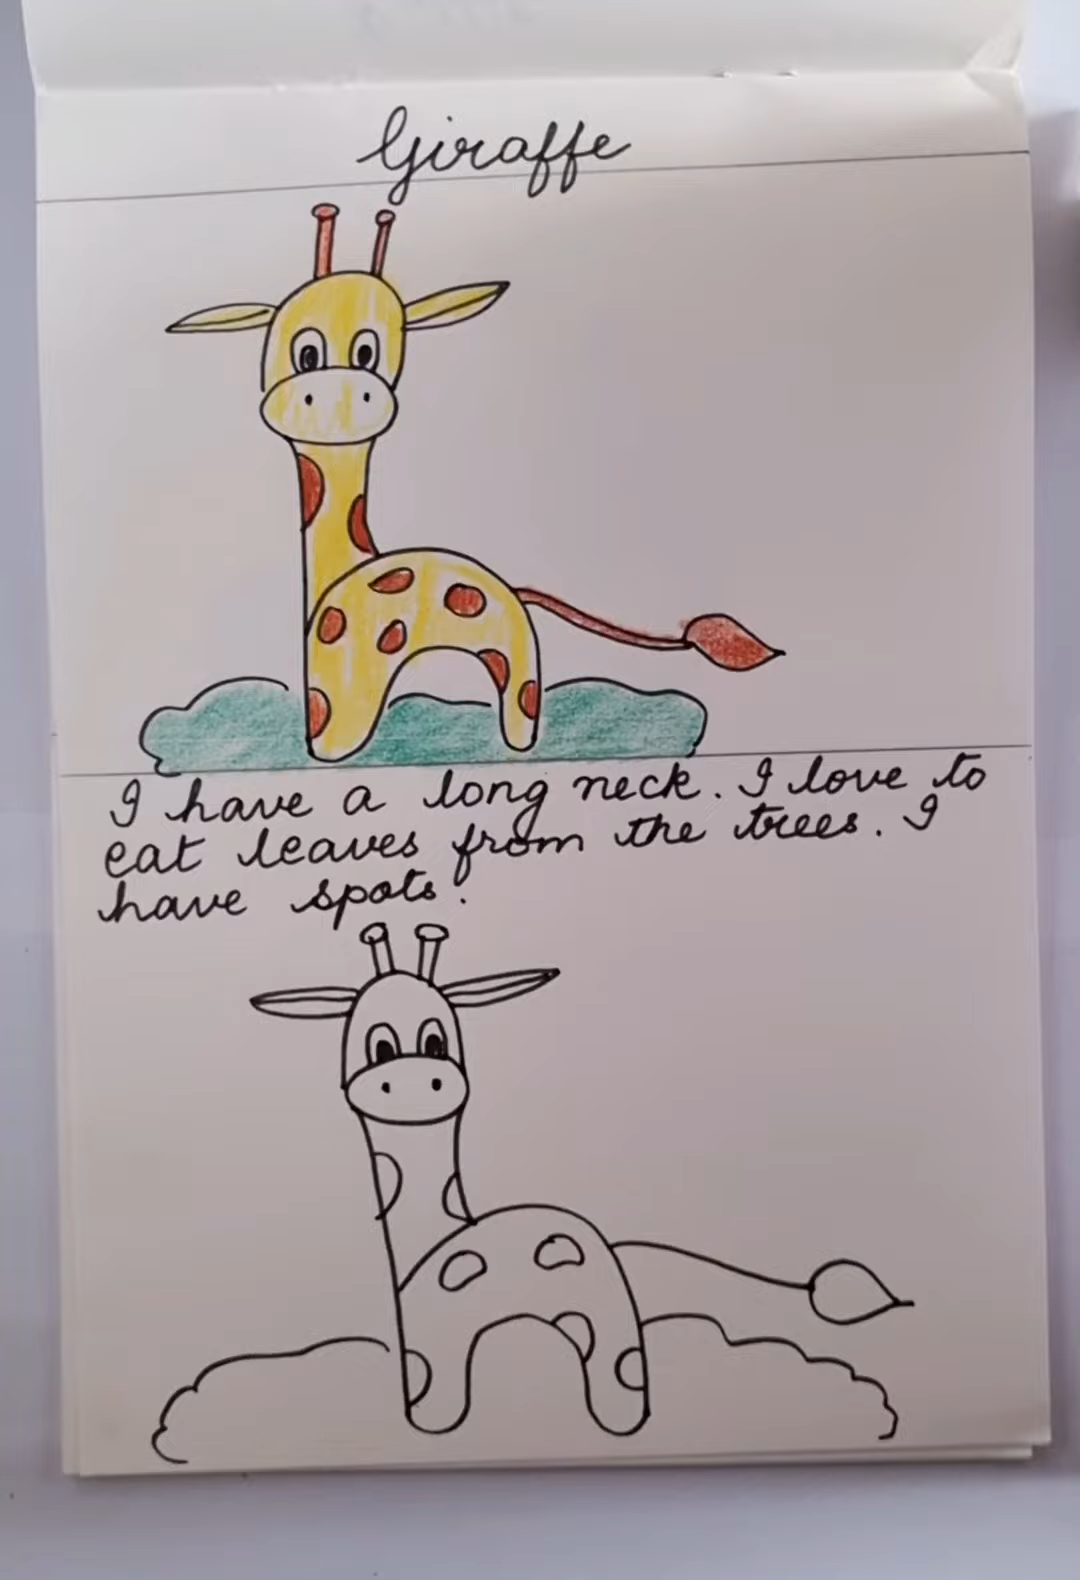 Giraffe
I have a long neck. I love to
eat leaves from the trees. I
have spots.